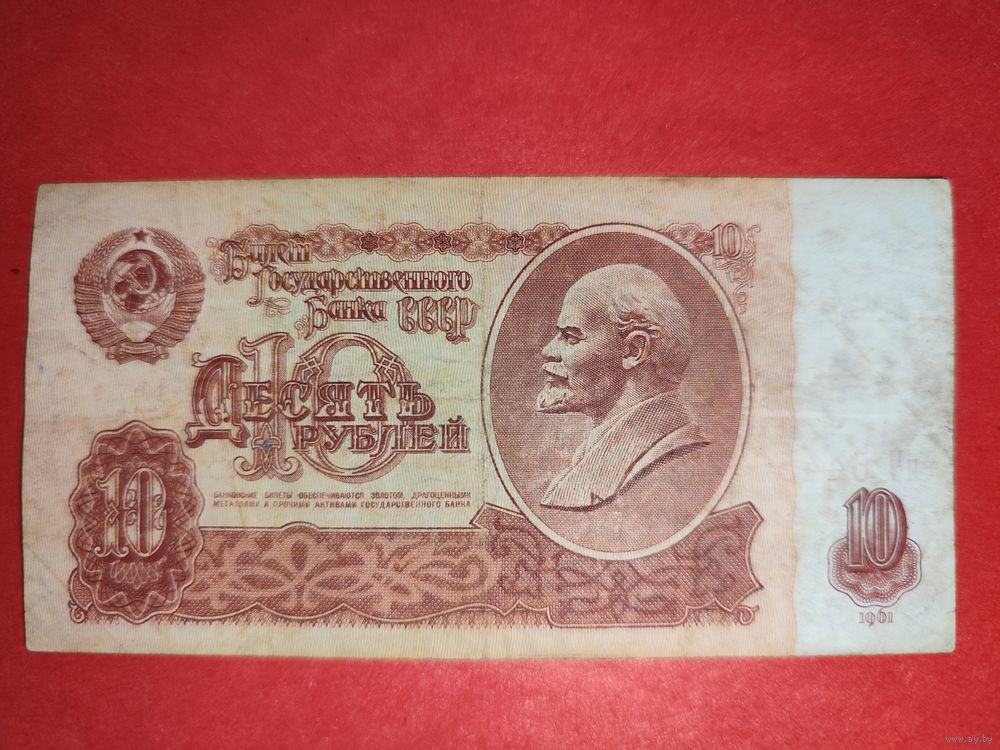 Билет
Государственного
Банка СССР
10
10
Десять
рублей
БАНКОВСКИЕ БИЛЕТЫ ОБЕСПЕЧИВАЮТСЯ ЗОЛОТОМ, ДРАГОЦЕННЫМИ
МЕТАЛЛАМИ И ПРОЧИМИ АКТИВАМИ ГОСУДАРСТВЕННОГО БАНКА
10
10
1961
www.ay.by